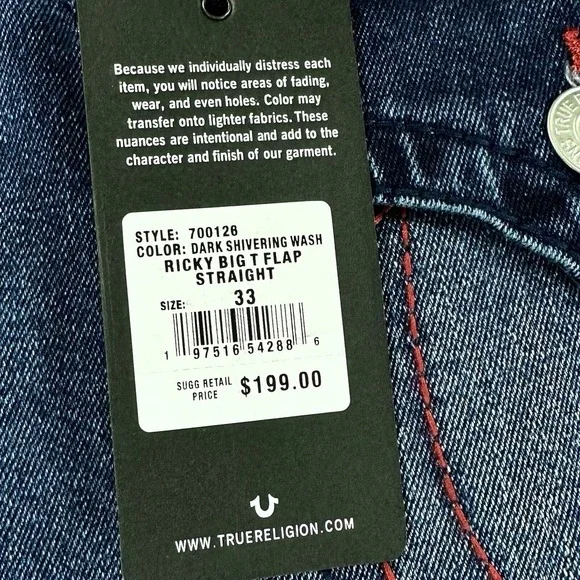 Because we individually distress each
item, you will notice areas of fading,
wear, and even holes. Color may
transfer onto lighter fabrics. These
nuances are intentional and add to the
character and finish of our garment.
STYLE: 700126
COLOR: DARK SHIVERING WASH
RICKY BIG T FLAP
STRAIGHT
SIZE: 33
1 97516 54288 6
SUGG RETAIL
PRICE $199.00
WWW.TRUERELIGION.COM
TRUE